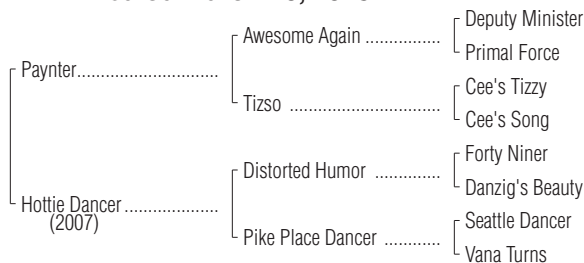 Deputy Minister
Awesome Again ................
Primal Force
Paynter..............................
Cee's Tizzy
Tizso ................................
Cee's Song
Forty Niner
Distorted Humor ..............
Danzig's Beauty
Hottie Dancer ....................
(2007)
Seattle Dancer
Pike Place Dancer ............
Vana Turns